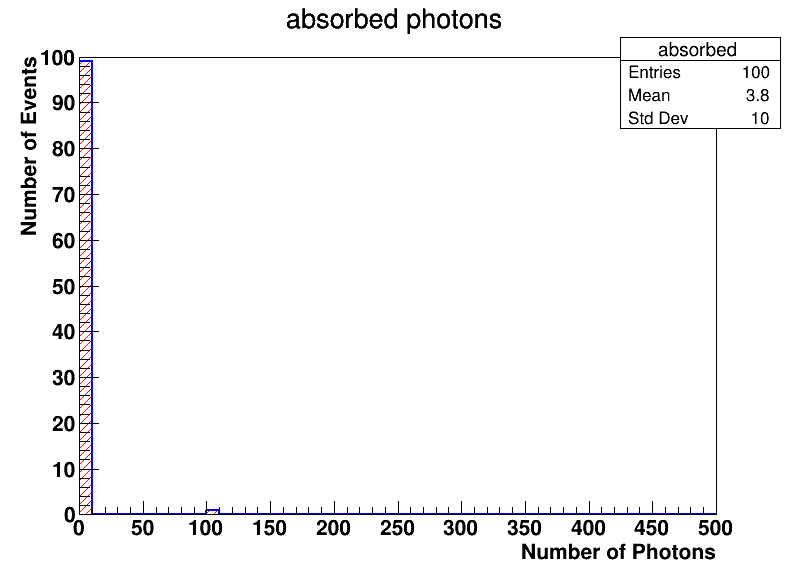 absorbed photons
absorbed
Entries 100
Mean 3.8
Std Dev 10
Number of Events
100
90
80
70
60
50
40
30
20
10
0
0 50 100 150 200 250 300 350 400 450 500
Number of Photons